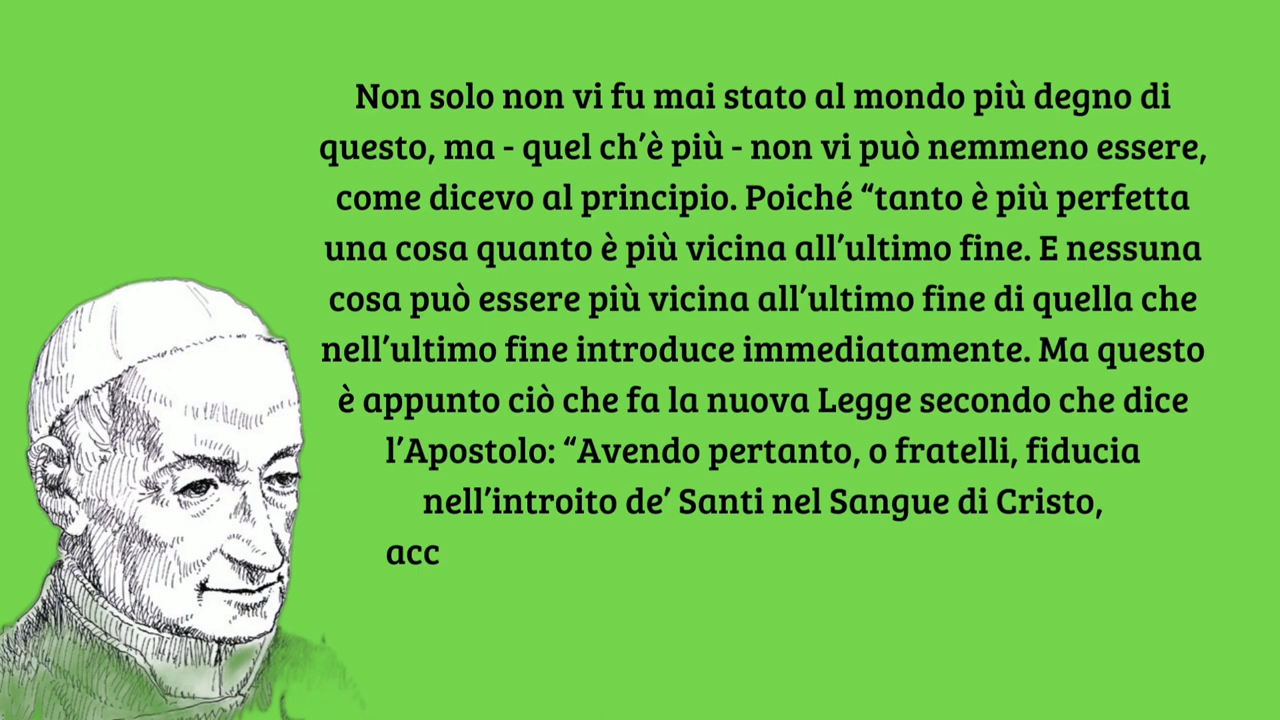 Non solo non vi fu mai stato al mondo più degno di
questo, ma - quel ch’è più - non vi può nemmeno essere,
come dicevo al principio. Poiché “tanto è più perfetta
una cosa quanto è più vicina all’ultimo fine. E nessuna
cosa può essere più vicina all’ultimo fine di quella che
nell’ultimo fine introduce immediatamente. Ma questo
è appunto ciò che fa la nuova Legge secondo che dice
l’Apostolo: “Avendo pertanto, o fratelli, fiducia
nell’introito de’ Santi nel Sangue di Cristo,
acc